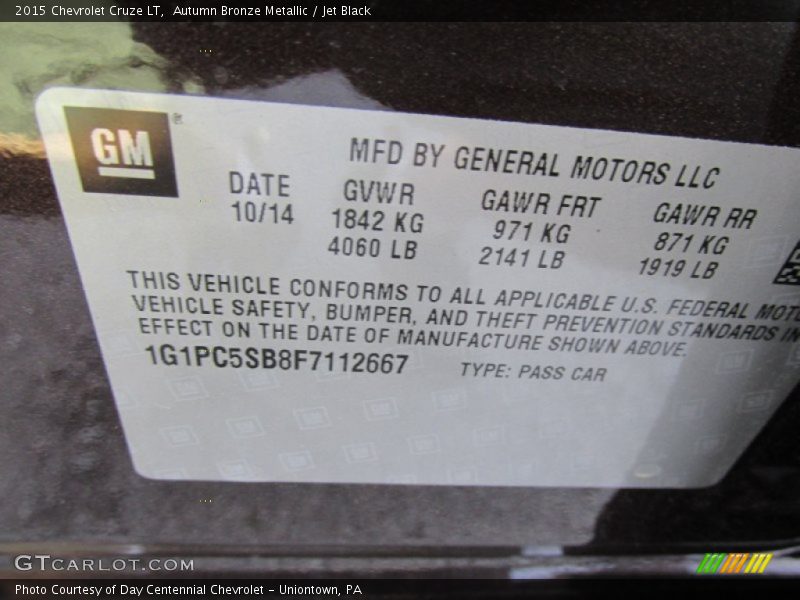 2015 Chevrolet Cruze LT,  Autumn Bronze Metallic / Jet Black
GM
MFD BY GENERAL MOTORS LLC
DATE GVWR GAWR FRT GAWR RR
10/14 1842 KG 971 KG 871 KG
4060 LB 2141 LB 1919 LB
THIS VEHICLE CONFORMS TO ALL APPLICABLE U.S. FEDERAL MOTO
VEHICLE SAFETY, BUMPER, AND THEFT PREVENTION STANDARDS IN
EFFECT ON THE DATE OF MANUFACTURE SHOWN ABOVE.
1G1PC5SB8F7112667 TYPE: PASS CAR
GTCARLOT.COM
Photo Courtesy of Day Centennial Chevrolet - Uniontown, PA